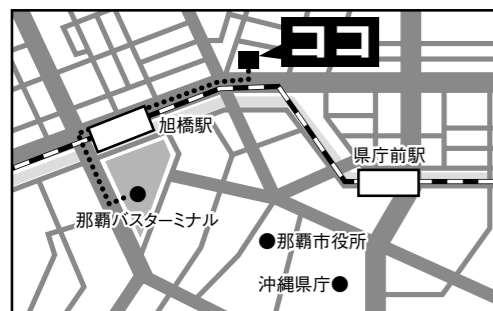 ココ
旭橋駅
県庁前駅
那覇バスターミナル
●那覇市役所
沖縄県庁●